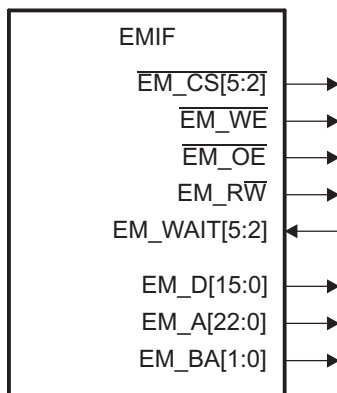 EMIF
EM_CS[5:2]
EM_WE
EM_OE
EM_RW
EM_WAIT[5:2]
EM_D[15:0]
EM_A[22:0]
EM_BA[1:0]